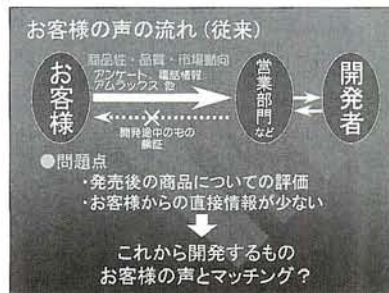 お客様の声の流れ(従来)
商品性・品質・市場動向
アンケート、電話情報
アムラックス 他
お客様
営業部門など
開発者
開発途中のもの
検証
●問題点
・発売後の商品についての評価
・お客様からの直接情報が少ない
これから開発するもの
お客様の声とマッチング?